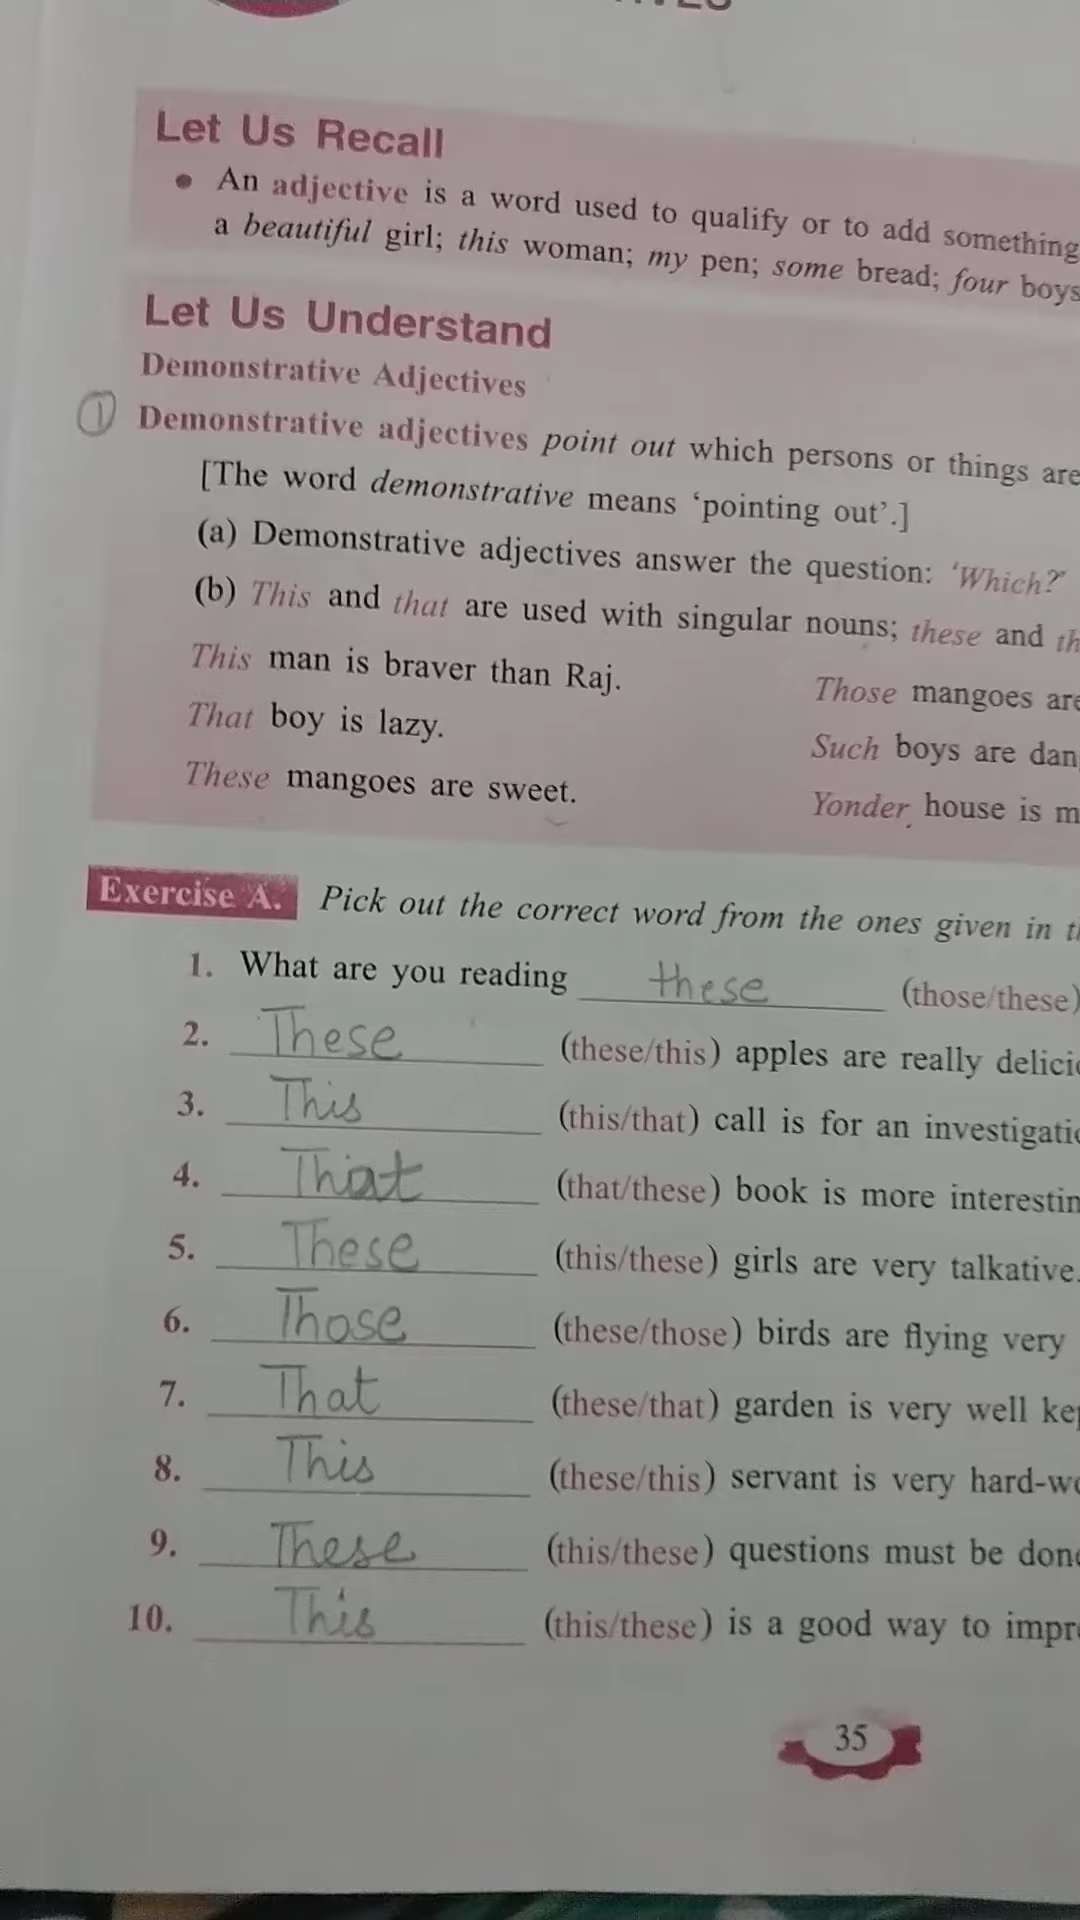 Let Us Recall
• An adjective is a word used to qualify or to add something
a beautiful girl; this woman; my pen; some bread; four boys
Let Us Understand
Demonstrative Adjectives
① Demonstrative adjectives point out which persons or things are
[The word demonstrative means ‘pointing out’.]
(a) Demonstrative adjectives answer the question: ‘Which?’
(b) This and that are used with singular nouns; these and
This man is braver than Raj. Those mangoes are
That boy is lazy. Such boys are
These mangoes are sweet. Yonder house is
Exercise A. Pick out the correct word from the ones given in
1. What are you reading these (those/these)
2. These (these/this) apples are really
3. This (this/that) call is for an
4. That (that/these) book is more
5. These (this/these) girls are very talkative.
6. Those (these/those) birds are flying very
7. That (these/that) garden is very well
8. This (these/this) servant is very
9. These (this/these) questions must be
10. This (this/these) is a good way to
35